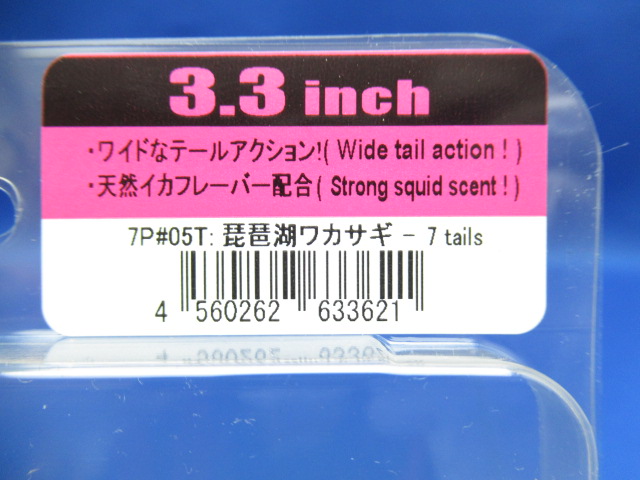 3.3 inch
・ワイドなテールアクション!( Wide tail action ! )
・天然イカフレーバー配合( Strong squid scent ! )
7P#05T: 琵琶湖ワカサギ - 7 tails
4 560262 633621